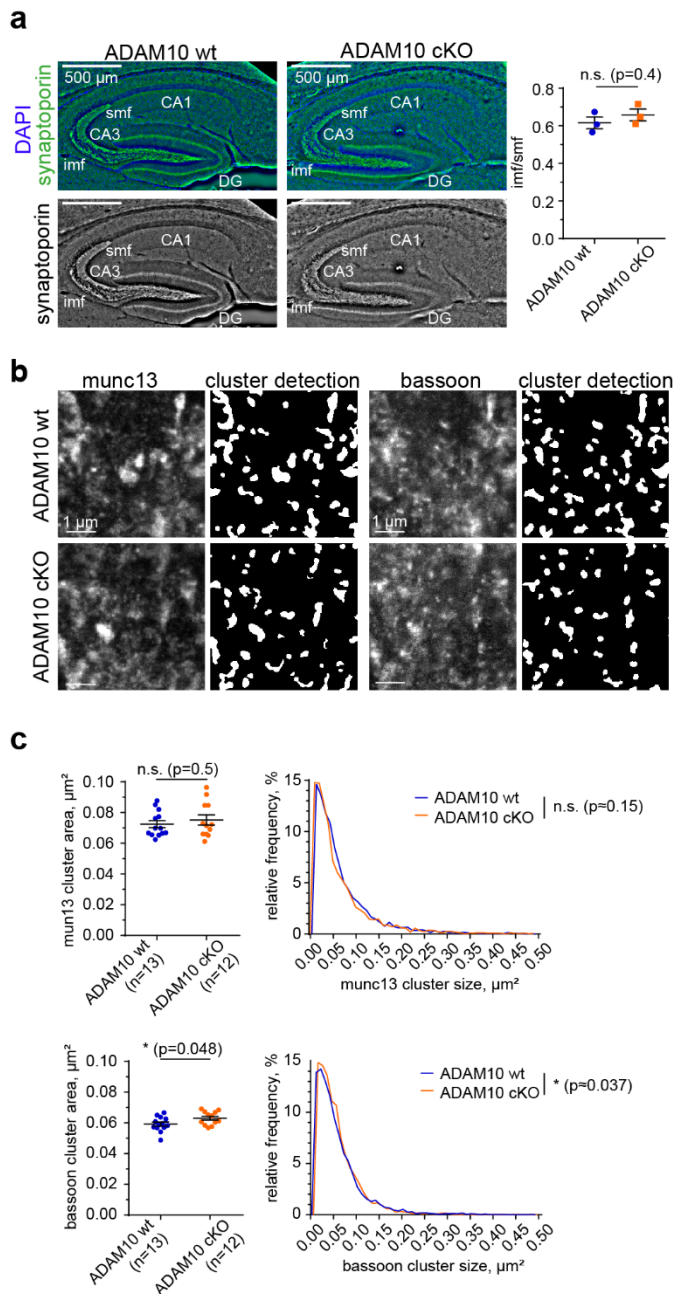 a
ADAM10 wt
ADAM10 cKO
DAPI
synaptoporin
500 µm
smf
CA1
CA3
imf
DG
500 µm
smf
CA1
CA3
imf
DG
synaptoporin
smf
CA1
CA3
imf
DG
smf
CA1
CA3
imf
DG
n.s. (p=0.4)
imf/smf
0.8
0.6
0.4
0.2
0.0
ADAM10 wt
ADAM10 cKO
b
munc13
cluster detection
bassoon
cluster detection
ADAM10 wt
1 µm
1 µm
ADAM10 cKO
c
n.s. (p=0.5)
mun13 cluster area, µm²
0.10
0.08
0.06
0.04
0.02
0.00
ADAM10 wt
(n=13)
ADAM10 cKO
(n=12)
relative frequency, %
15
10
5
0
ADAM10 wt
ADAM10 cKO
n.s. (p≈0.15)
0.00
0.05
0.10
0.15
0.20
0.25
0.30
0.35
0.40
0.45
0.50
munc13 cluster size, µm²
* (p=0.048)
bassoon cluster area, µm²
0.10
0.08
0.06
0.04
0.02
0.00
ADAM10 wt
(n=13)
ADAM10 cKO
(n=12)
relative frequency, %
15
10
5
0
ADAM10 wt
ADAM10 cKO
* (p≈0.037)
0.00
0.05
0.10
0.15
0.20
0.25
0.30
0.35
0.40
0.45
0.50
bassoon cluster size, µm²